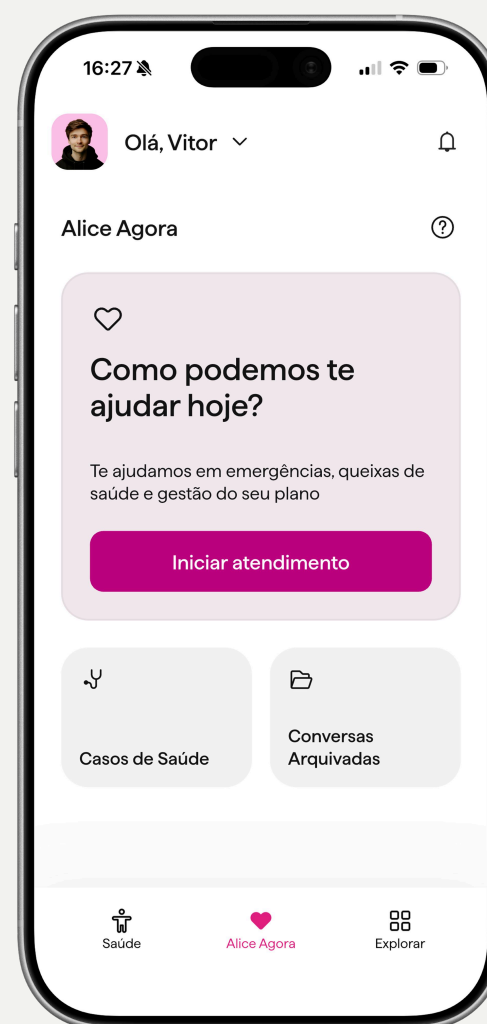 16:27
Olá, Vitor
Alice Agora
Como podemos te
ajudar hoje?
Te ajudamos em emergências, queixas de
saúde e gestão do seu plano
Iniciar atendimento
Casos de Saúde
Conversas
Arquivadas
Saúde
Alice Agora
Explorar